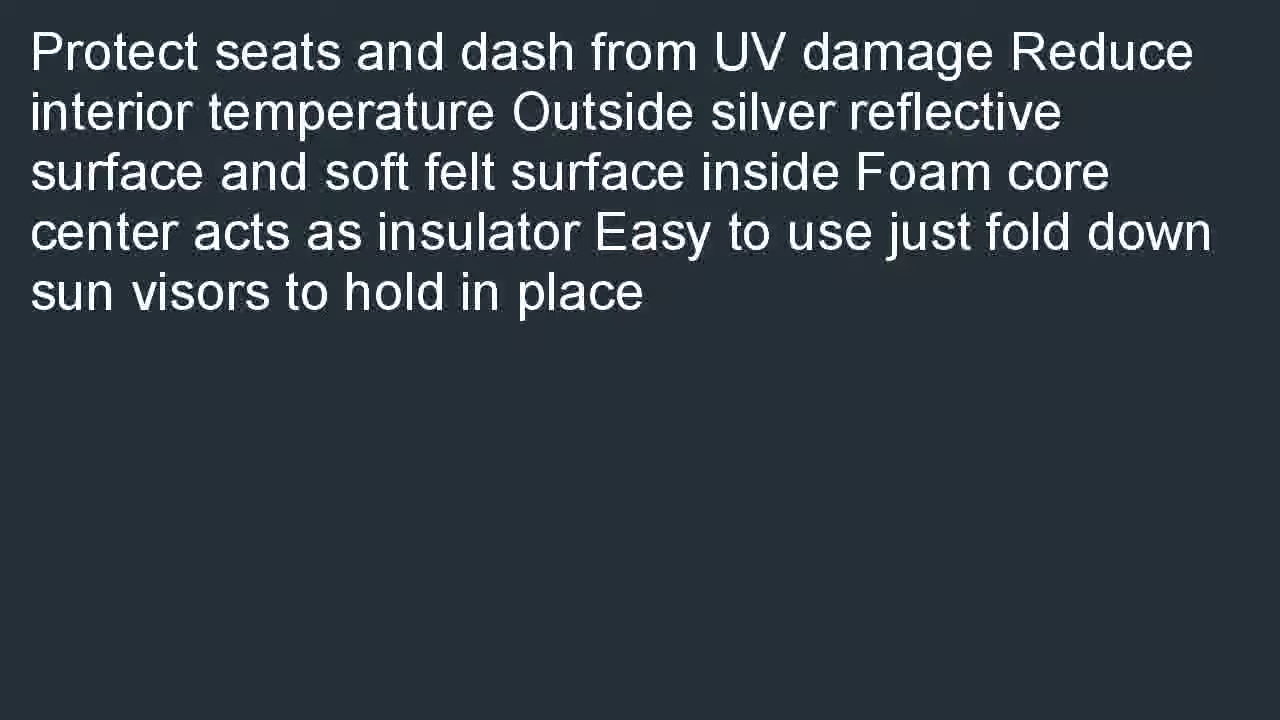 Protect seats and dash from UV damage Reduce
interior temperature Outside silver reflective
surface and soft felt surface inside Foam core
center acts as insulator Easy to use just fold down
sun visors to hold in place